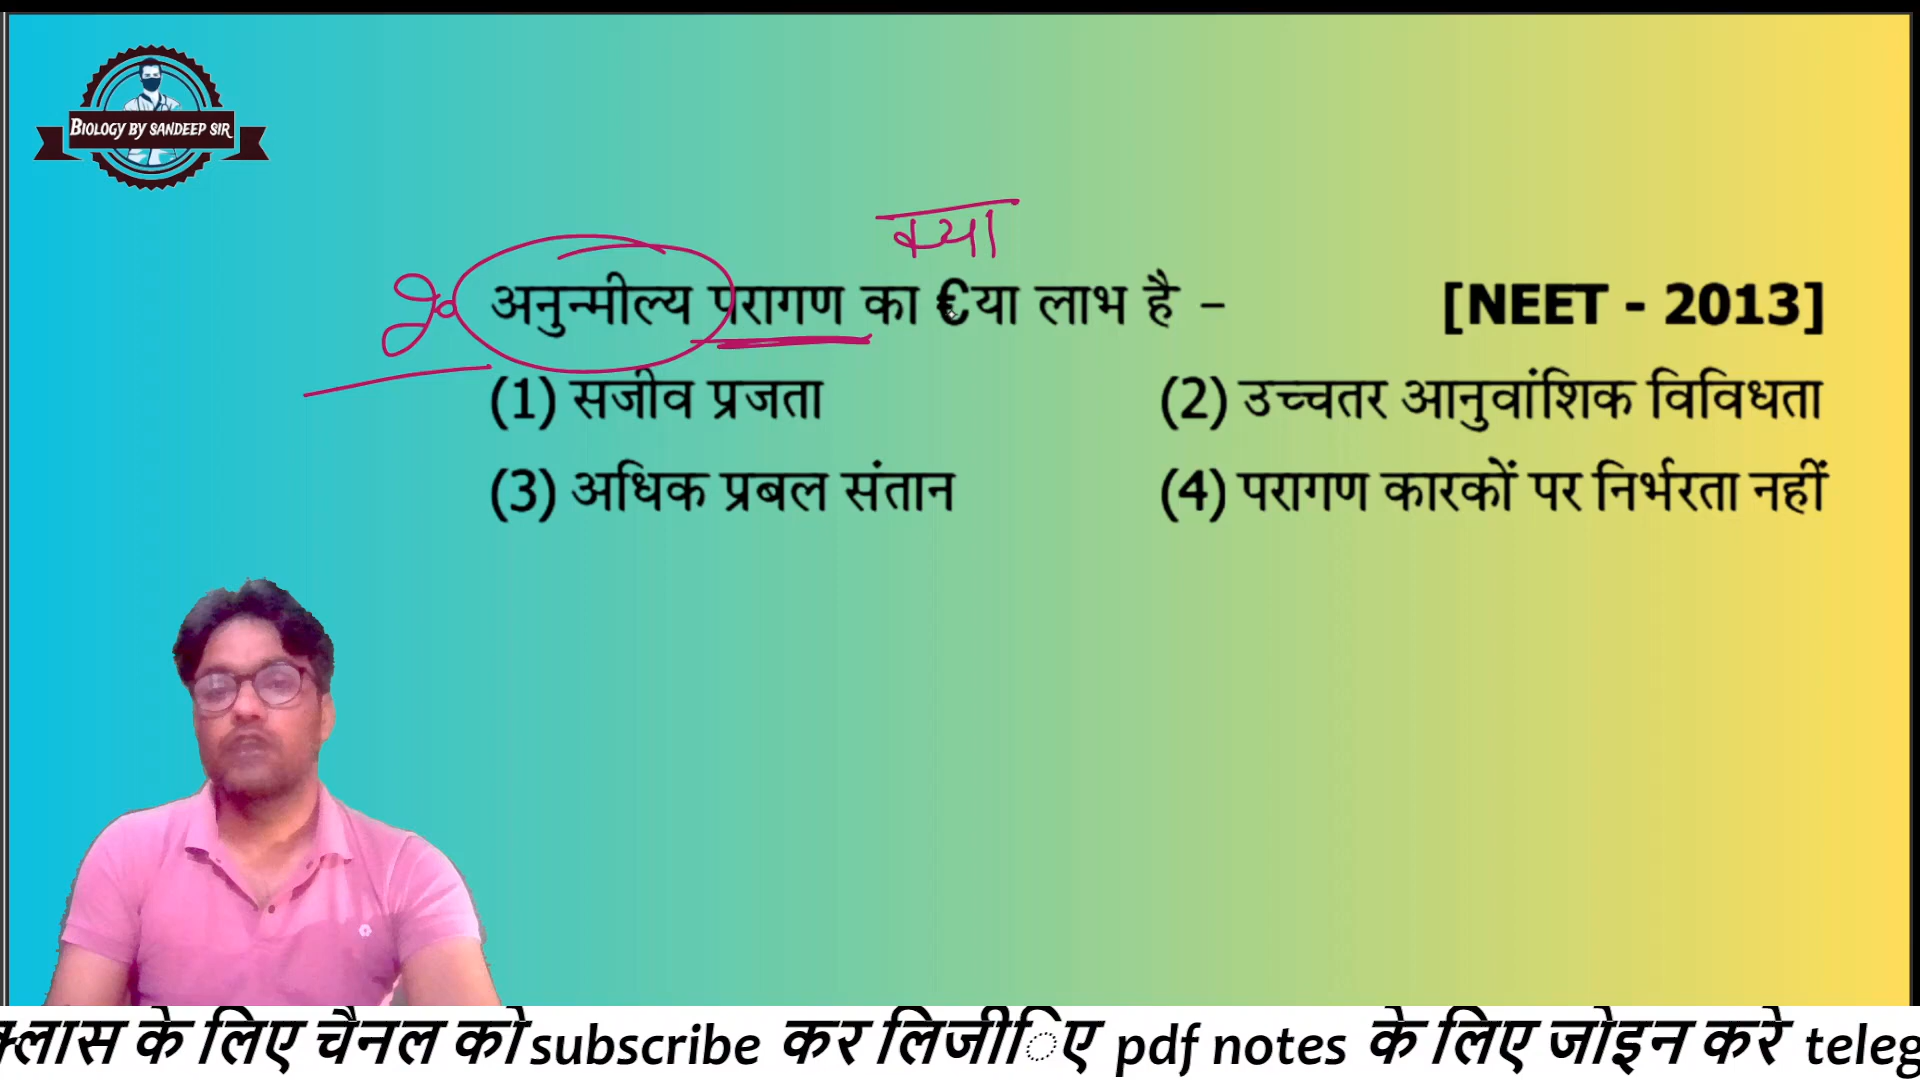 BIOLOGY BY SANDEEP SIR
क्या
अनुन्मील्य परागण का €या लाभ है – [NEET - 2013]
(1) सजीव प्रजता (2) उच्चतर आनुवांशिक विविधता
(3) अधिक प्रबल संतान (4) परागण कारकों पर निर्भरता नहीं
क्लास के लिए चैनल को subscribe कर लिजीिए pdf notes के लिए जोइन करे teleg